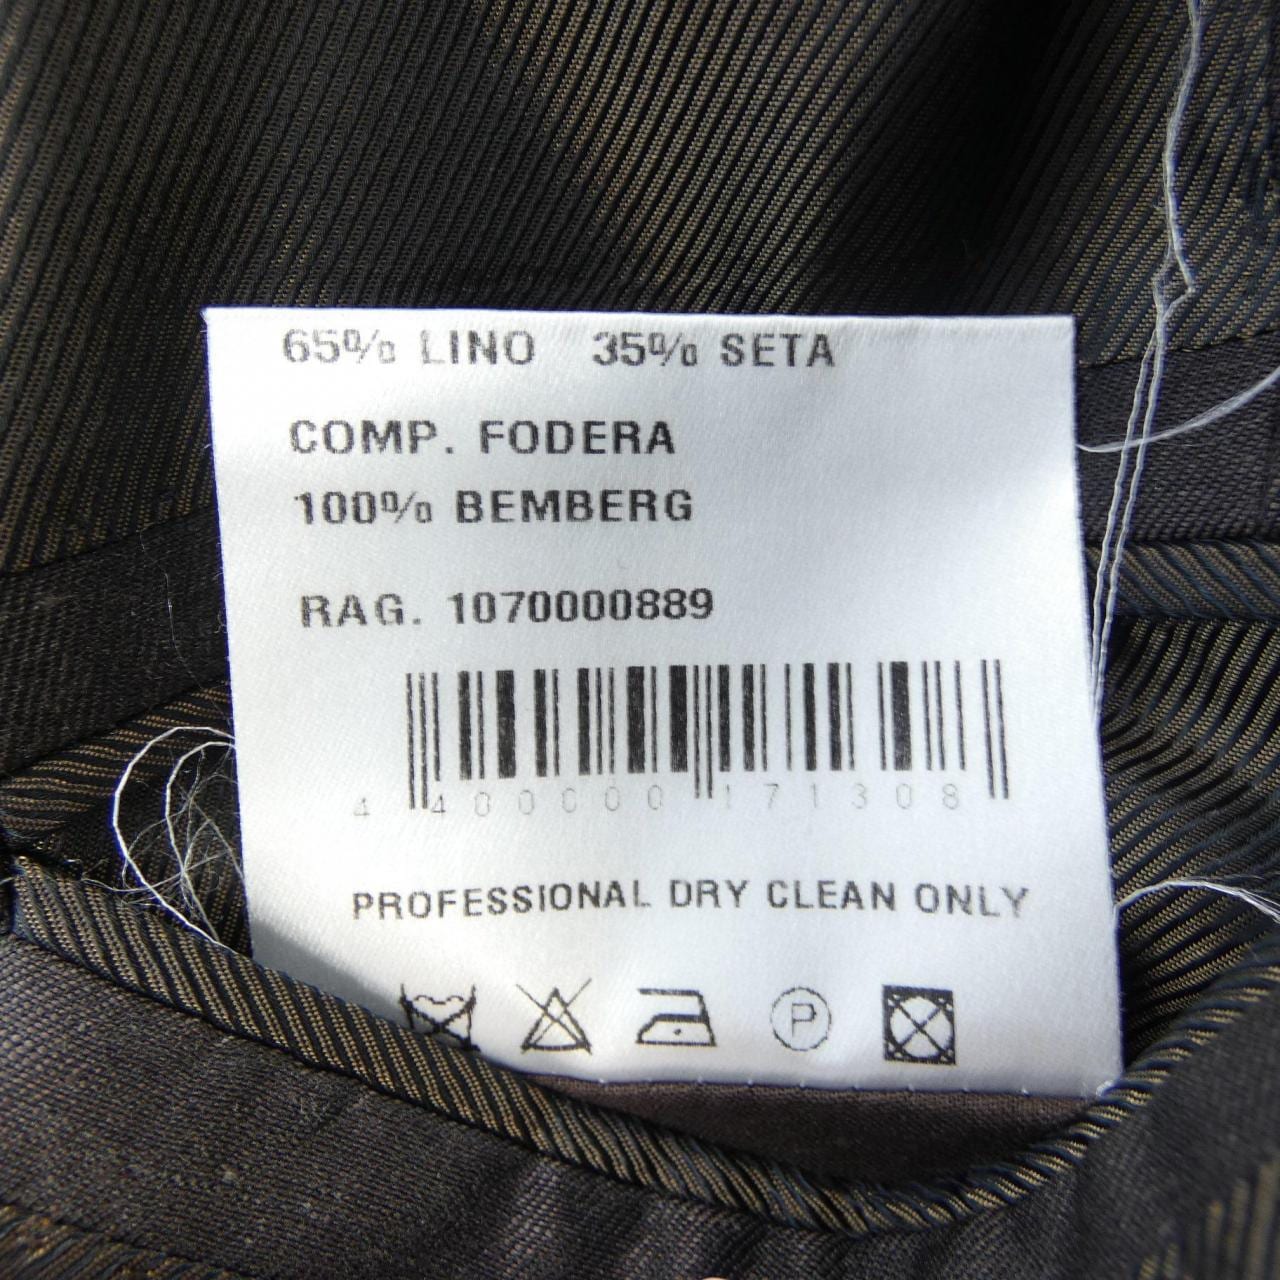 65% LINO 35% SETA
COMP. FODERA
100% BEMBERG
RAG. 1070000889
4 400000 171308
PROFESSIONAL DRY CLEAN ONLY
P